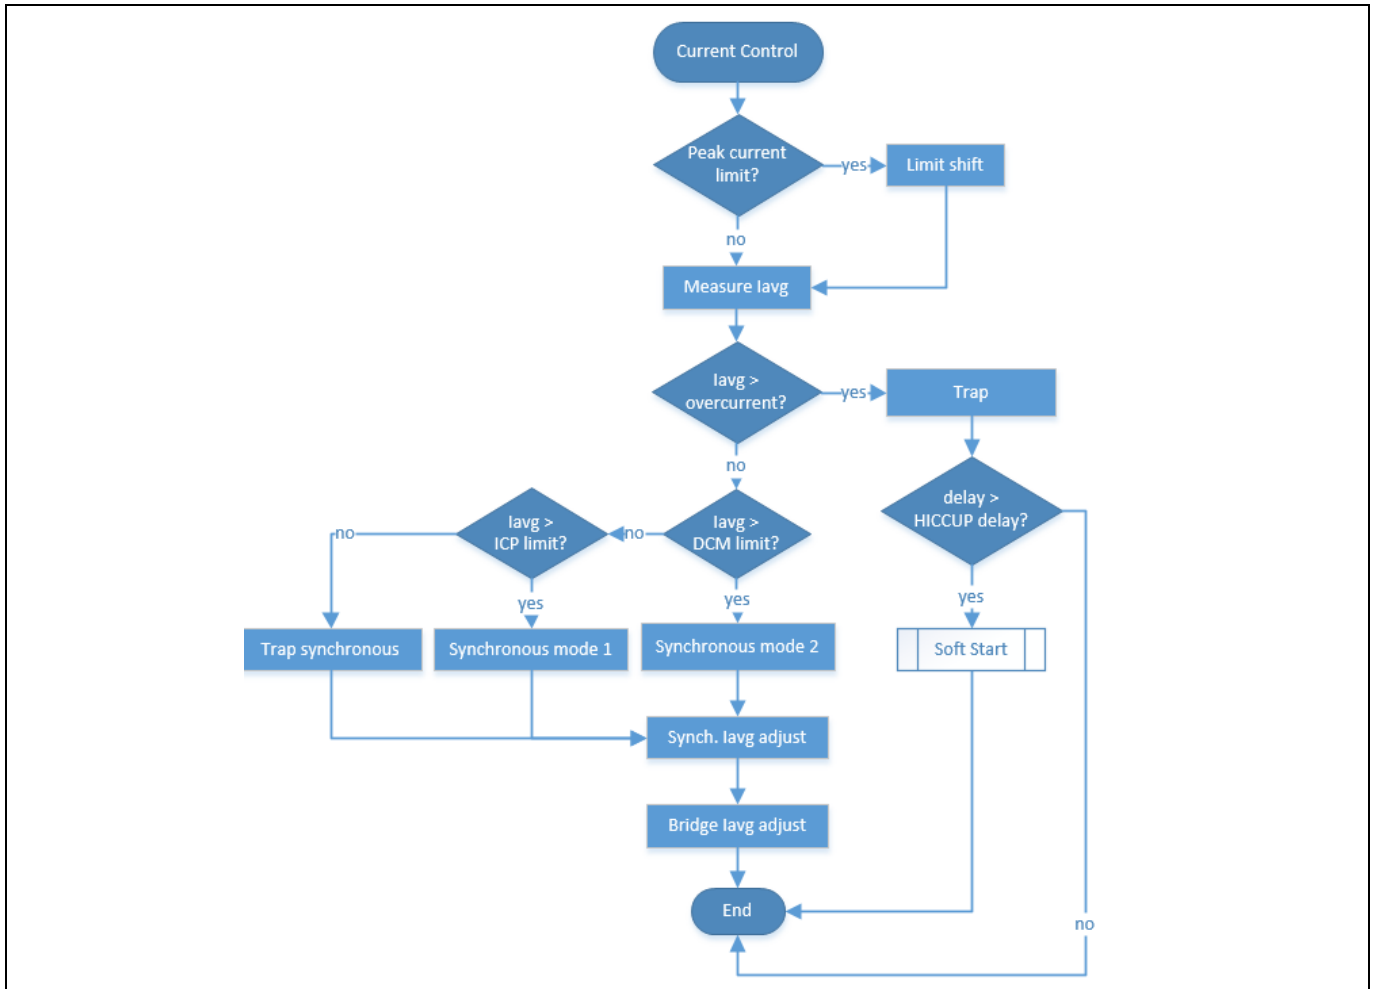 Current Control
Peak current
limit?
yes
Limit shift
no
Measure Iavg
Iavg >
overcurrent?
yes
Trap
no
delay >
HICCUP delay?
Iavg >
DCM limit?
no
Iavg >
ICP limit?
no
yes
yes
yes
Trap synchronous
Synchronous mode 1
Synchronous mode 2
Soft Start
Synch. Iavg adjust
Bridge Iavg adjust
End
no